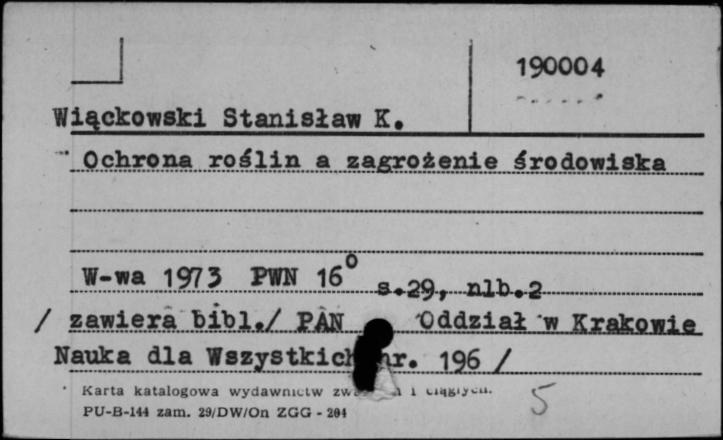 190004
Wiąckowski Stanisław K.
Ochrona roślin a zagrożenie środowiska
W-wa 1973 PWN 16⁰ s.29, nlb.2
/ zawiera bibl./ PAN Oddział w Krakowie
Nauka dla Wszystkich nr. 196 /
Karta katalogowa wydawnictw i ciągłych.
PU-B-144 zam. 29/DW/On ZGG - 204
5